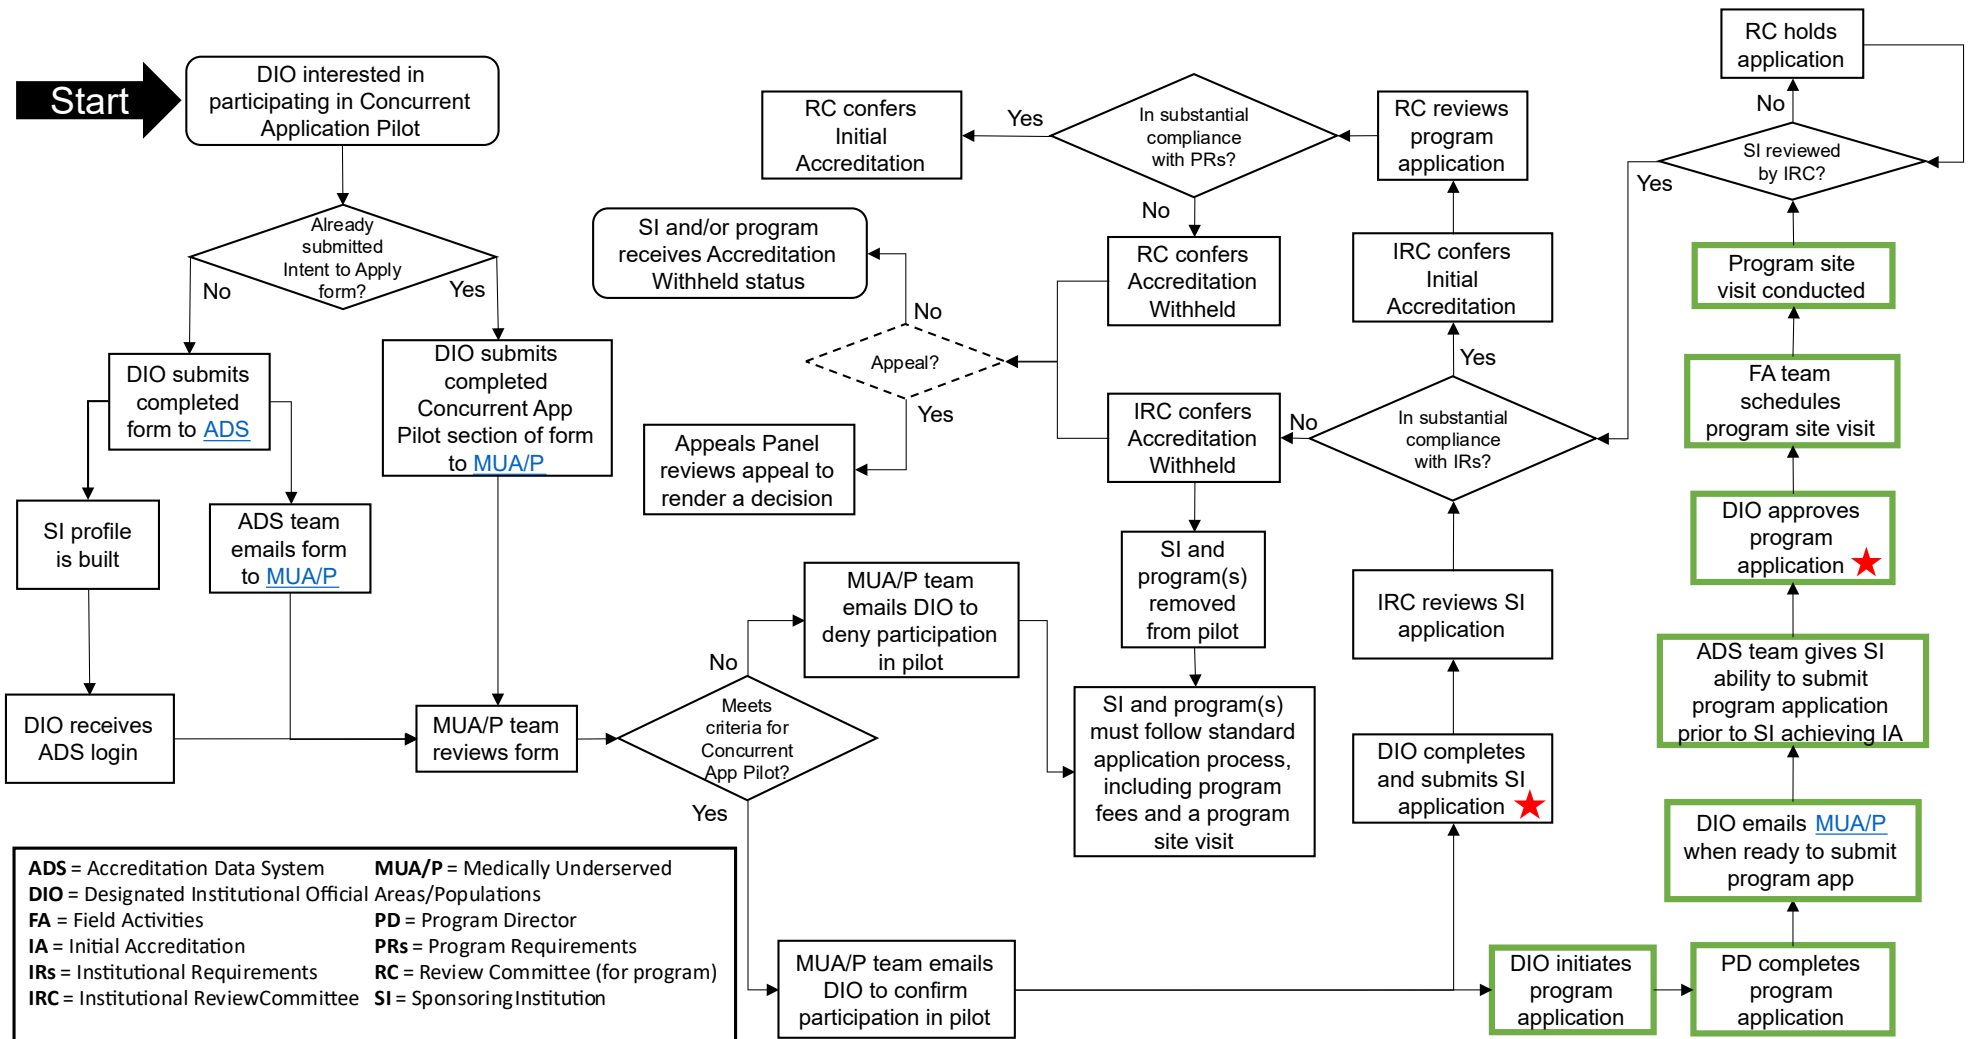 Start
DIO interested in
participating in Concurrent
Application Pilot
Already
submitted
Intent to Apply
form?
No
Yes
DIO submits
completed
form to ADS
DIO submits
completed
Concurrent App
Pilot section of form
to MUA/P
SI profile
is built
ADS team
emails form
to MUA/P
DIO receives
ADS login
MUA/P team
reviews form
Meets
criteria for
Concurrent
App Pilot?
No
Yes
MUA/P team
emails DIO to
deny participation
in pilot
MUA/P team emails
DIO to confirm
participation in pilot
SI and program(s)
must follow standard
application process,
including program
fees and a program
site visit
SI and
program(s)
removed
from pilot
DIO completes
and submits SI
application
IRC reviews SI
application
In substantial
compliance
with IRs?
No
Yes
IRC confers
Accreditation
Withheld
IRC confers
Initial
Accreditation
RC reviews
program
application
In substantial
compliance
with PRs?
Yes
No
RC confers
Initial
Accreditation
RC confers
Accreditation
Withheld
Appeal?
No
Yes
SI and/or program
receives Accreditation
Withheld status
Appeals Panel
reviews appeal to
render a decision
DIO initiates
program
application
PD completes
program
application
DIO emails MUA/P
when ready to submit
program app
ADS team gives SI
ability to submit
program application
prior to SI achieving IA
DIO approves
program
application
FA team
schedules
program site visit
Program site
visit conducted
SI reviewed
by IRC?
No
Yes
RC holds
application
ADS = Accreditation Data System
DIO = Designated Institutional Official
FA = Field Activities
IA = Initial Accreditation
IRs = Institutional Requirements
IRC = Institutional ReviewCommittee
MUA/P = Medically Underserved
Areas/Populations
PD = Program Director
PRs = Program Requirements
RC = Review Committee (for program)
SI = SponsoringInstitution